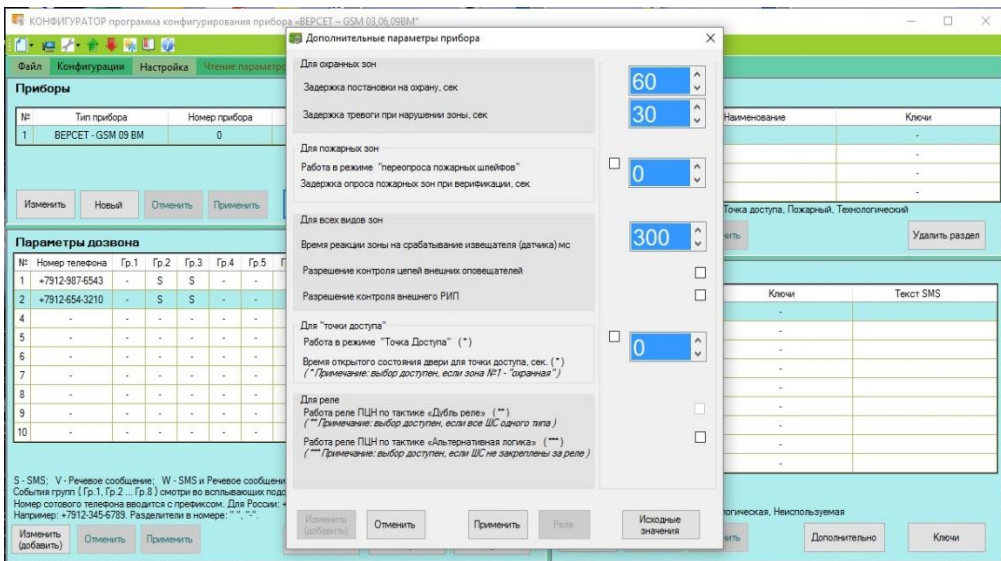 КОНФИГУРАТОР программа конфигурирования прибора «ВЕРСЕТ – GSM 03,06,09ВМ"
Файл Конфигурации Настройка Чтение параметро
Приборы
№ Тип прибора Номер прибора
1 ВЕРСЕТ - GSM 09 ВМ 0
Изменить Новый Отменить Применить
Параметры дозвона
№ Номер телефона Гр.1 Гр.2 Гр.3 Гр.4 Гр.5 Г
1 +7912-987-6543 - S S - -
2 +7912-654-3210 - S S - -
4 - - - - - -
5 - - - - - -
6 - - - - - -
7 - - - - - -
8 - - - - - -
9 - - - - - -
10 - - - - - -
S - SMS; V - Речевое сообщение; W - SMS и Речевое сообщени
События групп ( Гр.1, Гр.2 ... Гр.8 ) смотри во всплывающих подс
Номер сотового телефона вводится с префиксом. Для России: +
Например: +7912-345-6789. Разделители в номере: " ", "-".
Изменить (добавить) Отменить Применить
Дополнительные параметры прибора
Для охранных зон
Задержка постановки на охрану, сек 60
Задержка тревоги при нарушении зоны, сек 30
Для пожарных зон
Работа в режиме "переопроса пожарных шлейфов"
Задержка опроса пожарных зон при верификации, сек 0
Для всех видов зон
Время реакции зоны на срабатывание извещателя (датчика) мс 300
Разрешение контроля цепей внешних оповещателей
Разрешение контроля внешнего РИП
Для "точки доступа"
Работа в режиме "Точка Доступа" (*)
Время открытого состояния двери для точки доступа, сек. (*) 0
( * Примечание: выбор доступен, если зона №1 - "охранная" )
Для реле
Работа реле ПЦН по тактике «Дубль реле» (**)
( ** Примечание: выбор доступен, если все ШС одного типа )
Работа реле ПЦН по тактике «Альтернативная логика» (***)
( *** Примечание: выбор доступен, если ШС не закреплены за реле )
Изменить (добавить) Отменить Применить Реле Исходные значения
Наименование Ключи
-
-
-
-
Точка доступа, Пожарный, Технологический
ить Удалить раздел
Ключи Текст SMS
-
-
-
-
-
-
-
-
огическая, Неиспользуемая
ить Дополнительно Ключи